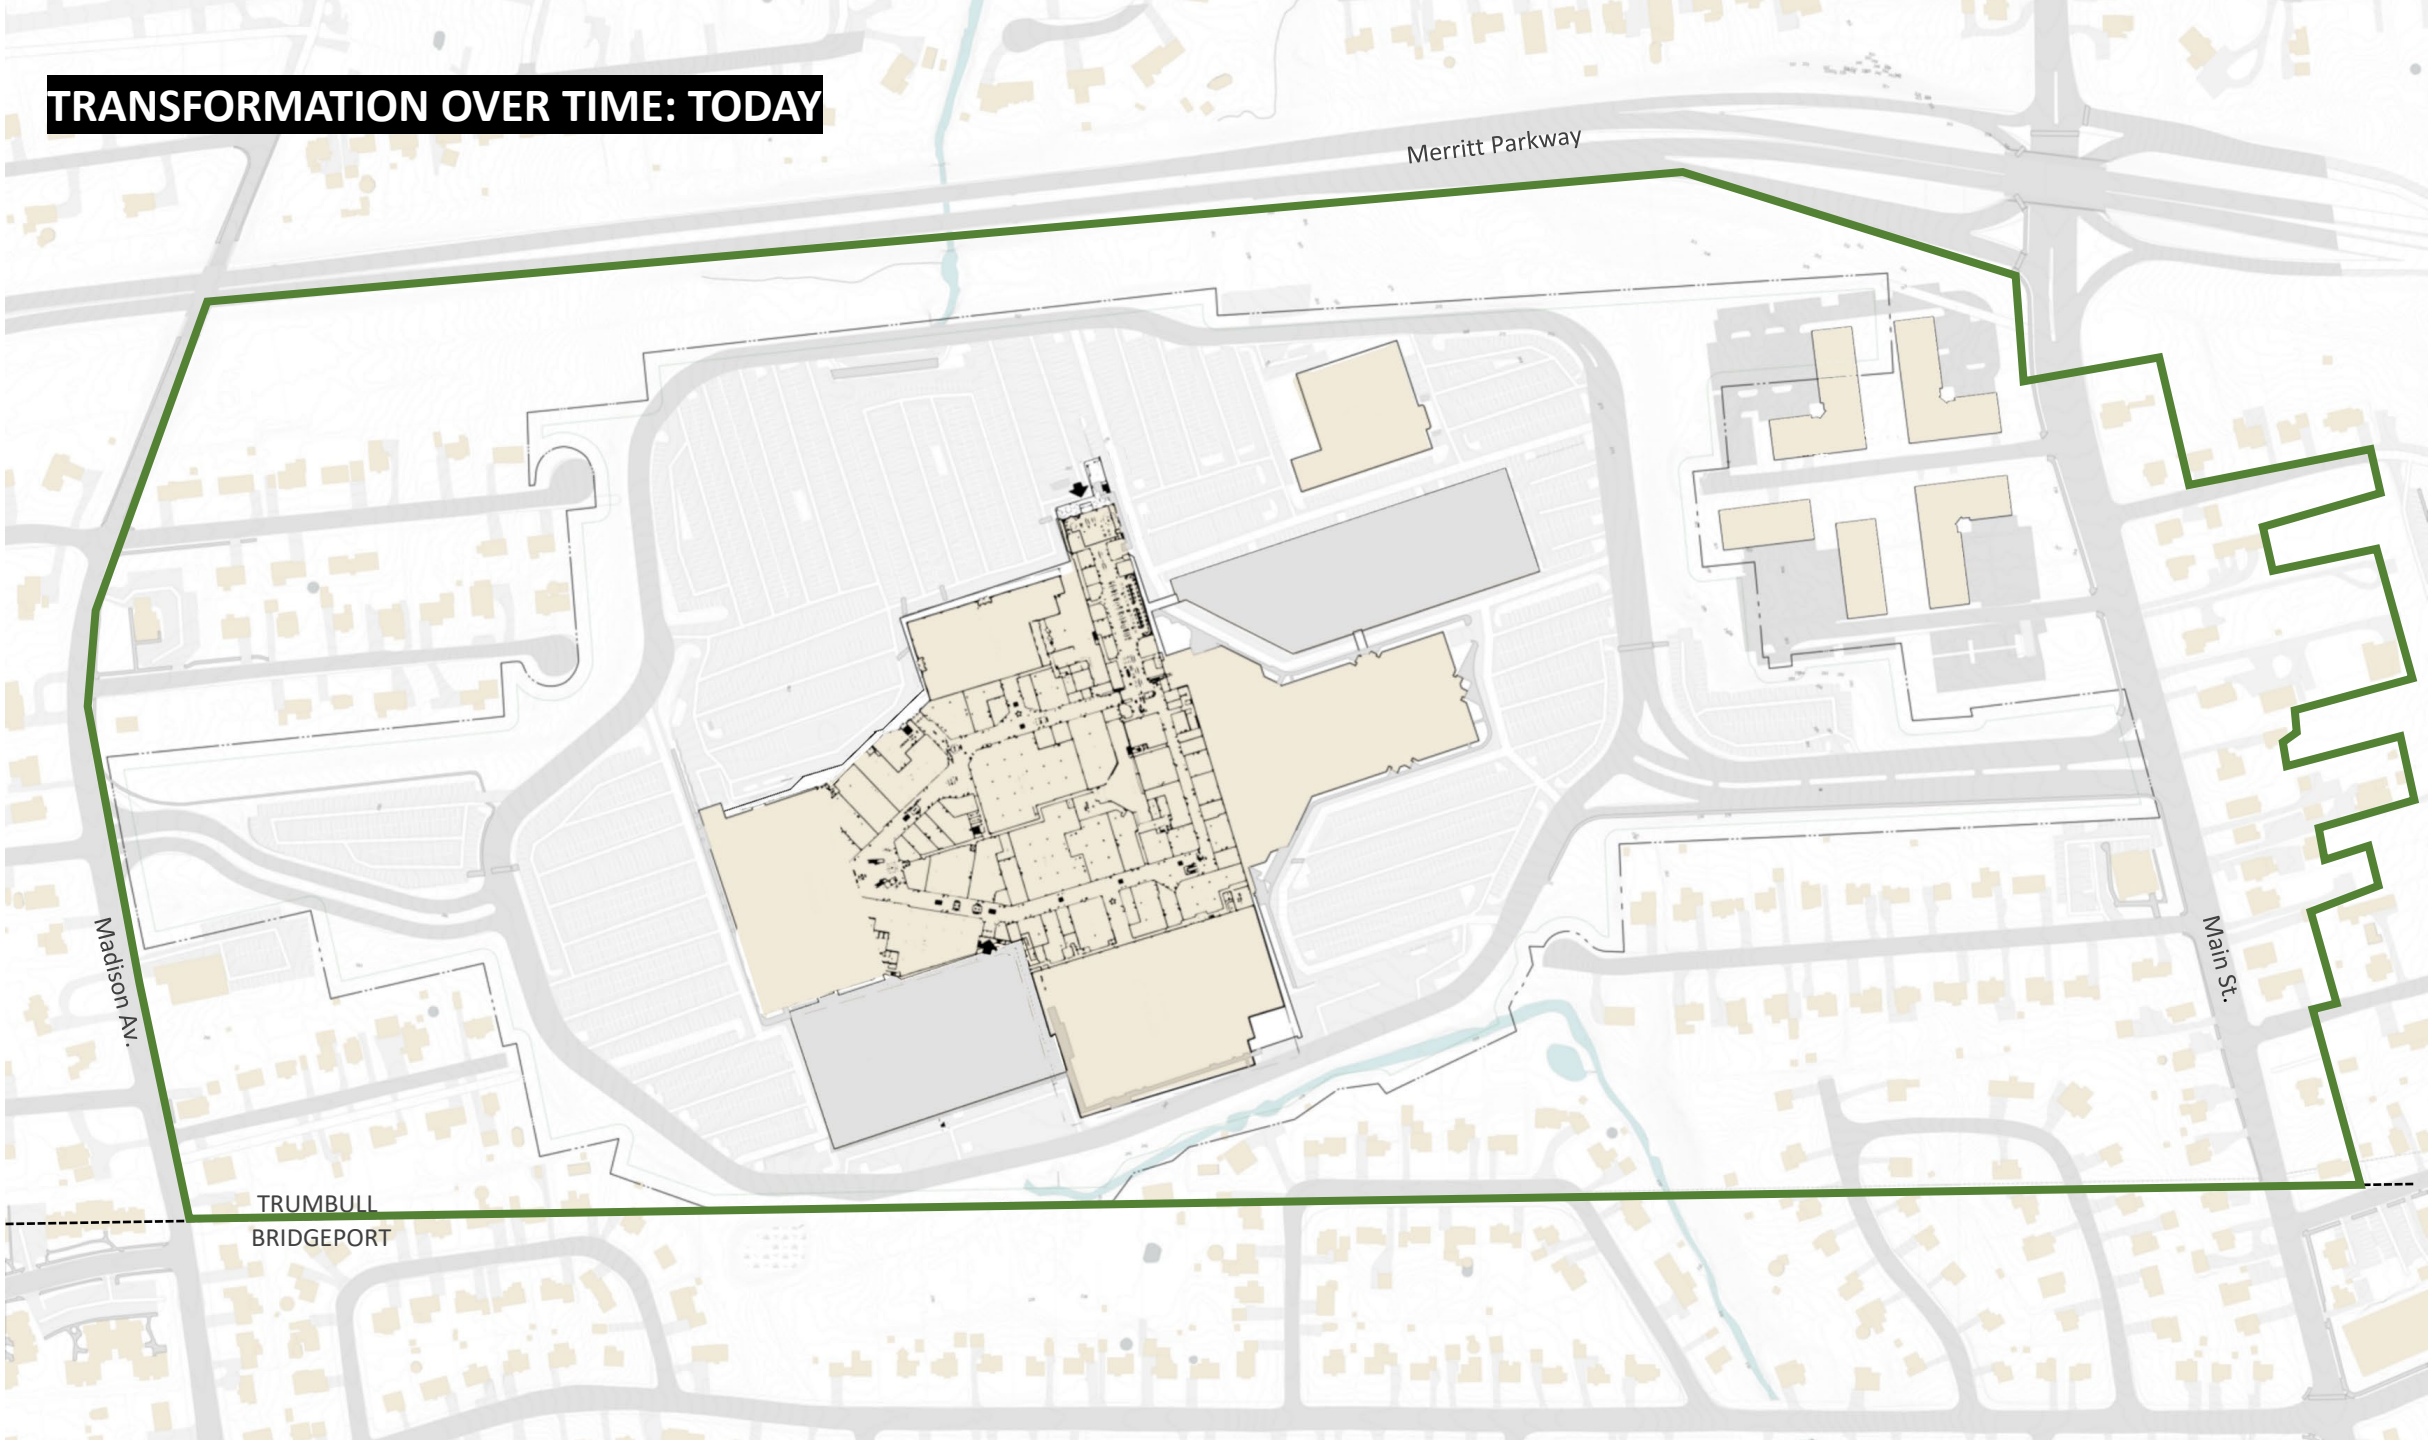 TRANSFORMATION OVER TIME: TODAY
Merritt Parkway
Madison Av.
Main St.
TRUMBULL
BRIDGEPORT